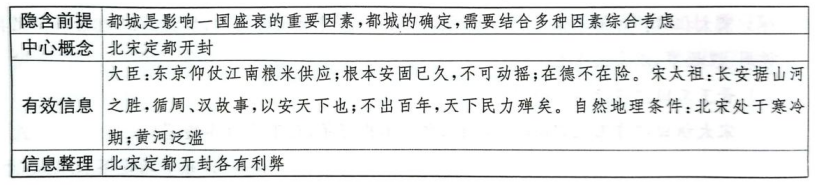 隐含前提 都城是影响一国盛衰的重要因素,都城的确定,需要结合多种因素综合考虑
中心概念 北宋定都开封
大臣:东京仰仗江南粮米供应;根本安固已久,不可动摇;在德不在险。宋太祖:长安据山河
有效信息 之胜,循周、汉故事,以安天下也;不出百年,天下民力殚矣。自然地理条件:北宋处于寒冷
期;黄河泛滥
信息整理 北宋定都开封各有利弊